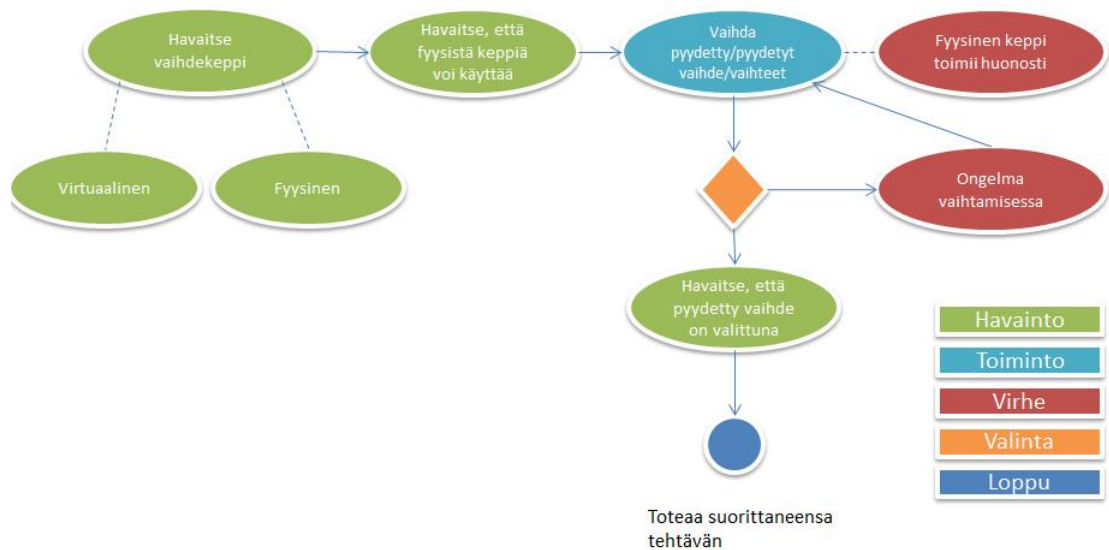 Havaitse
vaihdekeppi
Havaitse, että
fyysistä keppiä
voi käyttää
Vaihda
pyydetty/pyydetyt
vaihde/vaihteet
Fyysinen keppi
toimii huonosti
Virtuaalinen
Fyysinen
Ongelma
vaihtamisessa
Havaitse, että
pyydetty vaihde
on valittuna
Havainto
Toiminto
Virhe
Valinta
Loppu
Toteaa suorittaneensa
tehtävän